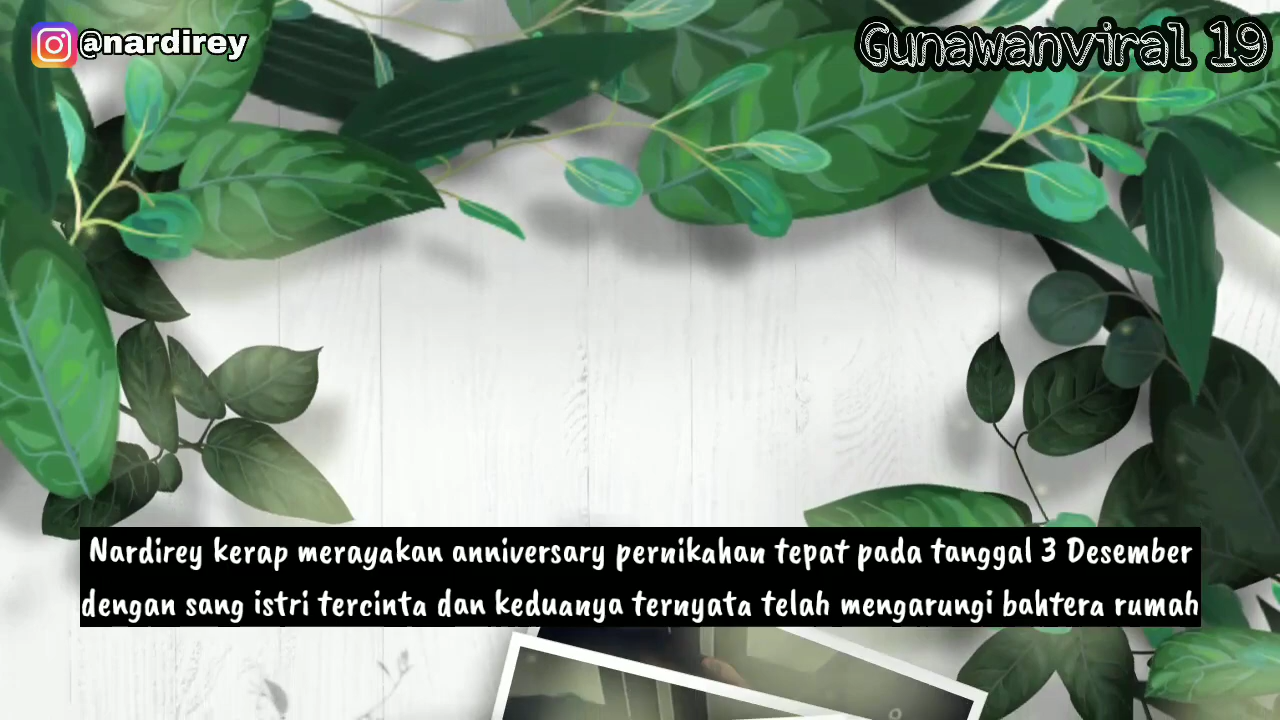 @nardirey
Gunawanviral 19
Nardirey kerap merayakan anniversary pernikahan tepat pada tanggal 3 Desember
dengan sang istri tercinta dan keduanya ternyata telah mengarungi bahtera rumah